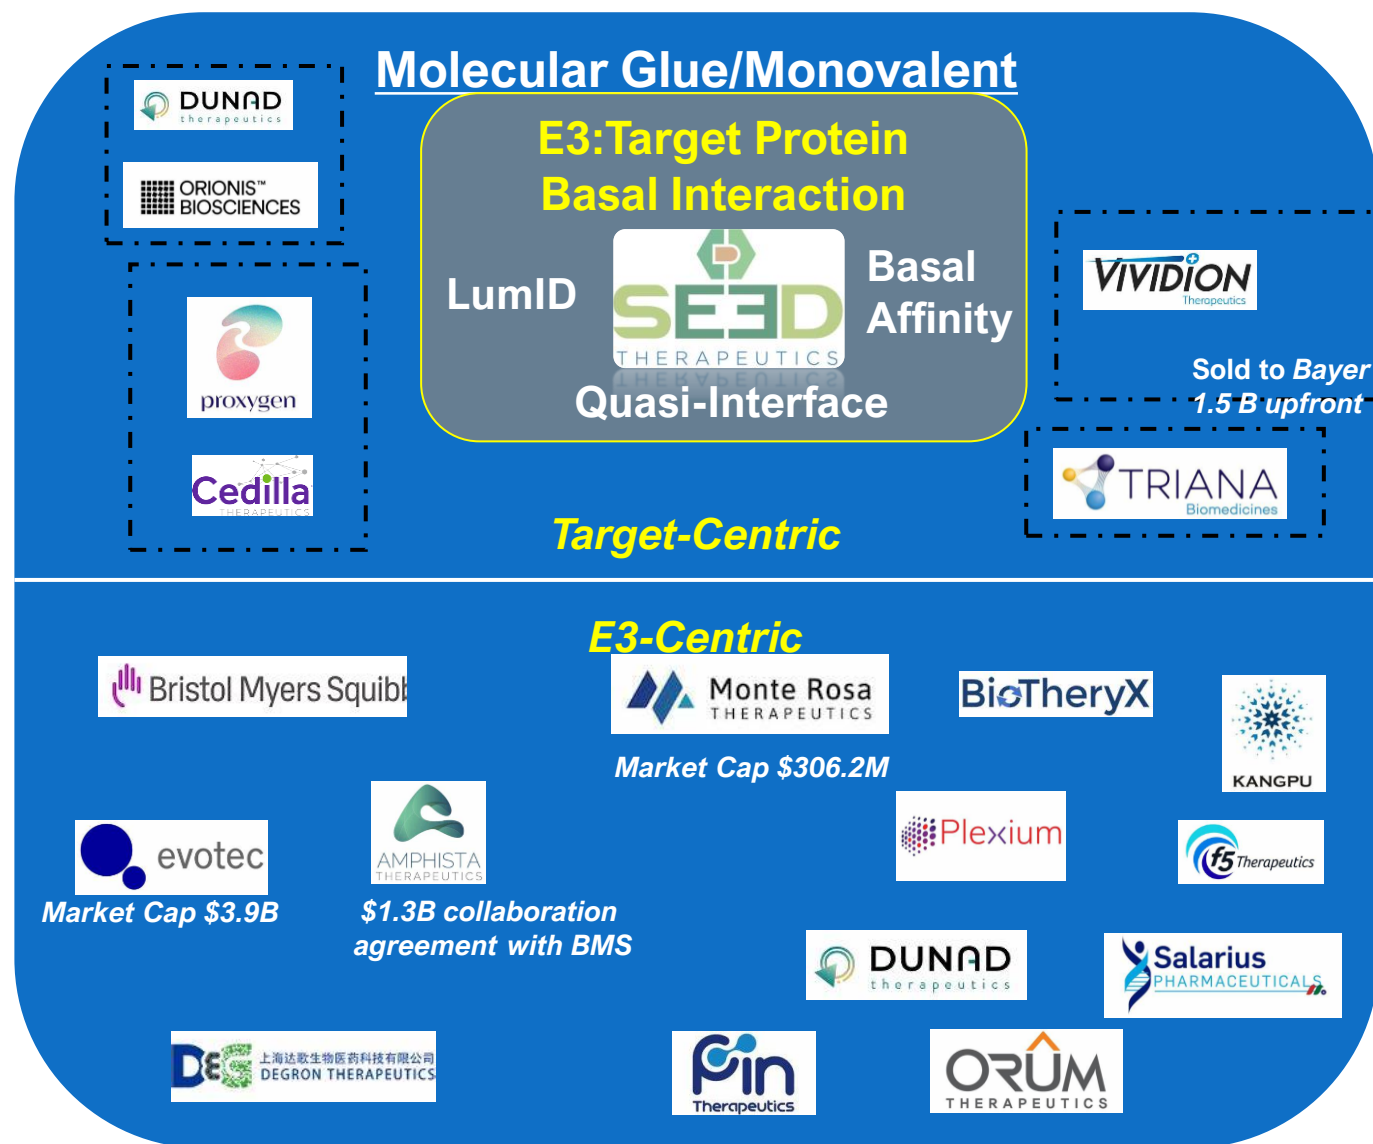 Molecular Glue/Monovalent
DUNAD
therapeutics
ORIONIS™
BIOSCIENCES
E3:Target Protein
Basal Interaction
LumID
SEED
THERAPEUTICS
Basal
Affinity
Quasi-Interface
VIVIDION
Therapeutics
Sold to Bayer
1.5 B upfront
proxygen
Cedilla
THERAPEUTICS
TRIANA
Biomedicines
Target-Centric
E3-Centric
Bristol Myers Squibb
Monte Rosa
THERAPEUTICS
Market Cap $306.2M
BioTheryX
KANGPU
evotec
Market Cap $3.9B
AMPHISTA
THERAPEUTICS
$1.3B collaboration
agreement with BMS
Plexium
f5 Therapeutics
DUNAD
therapeutics
Salarius
PHARMACEUTICALS
DEG
上海达歌生物医药科技有限公司
DEGRON THERAPEUTICS
Pin
Therapeutics
ORUM
THERAPEUTICS